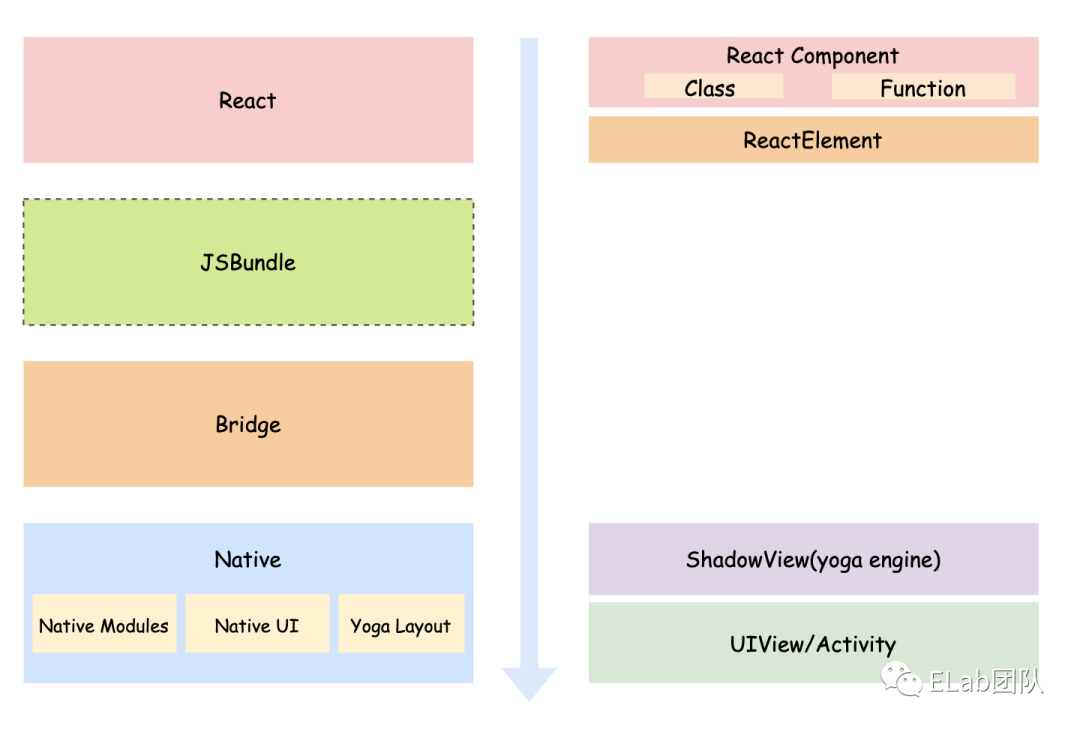 React
JSBundle
Bridge
Native
Native Modules
Native UI
Yoga Layout
React Component
Class
Function
ReactElement
ShadowView(yoga engine)
UIView/Activity
ELab团队